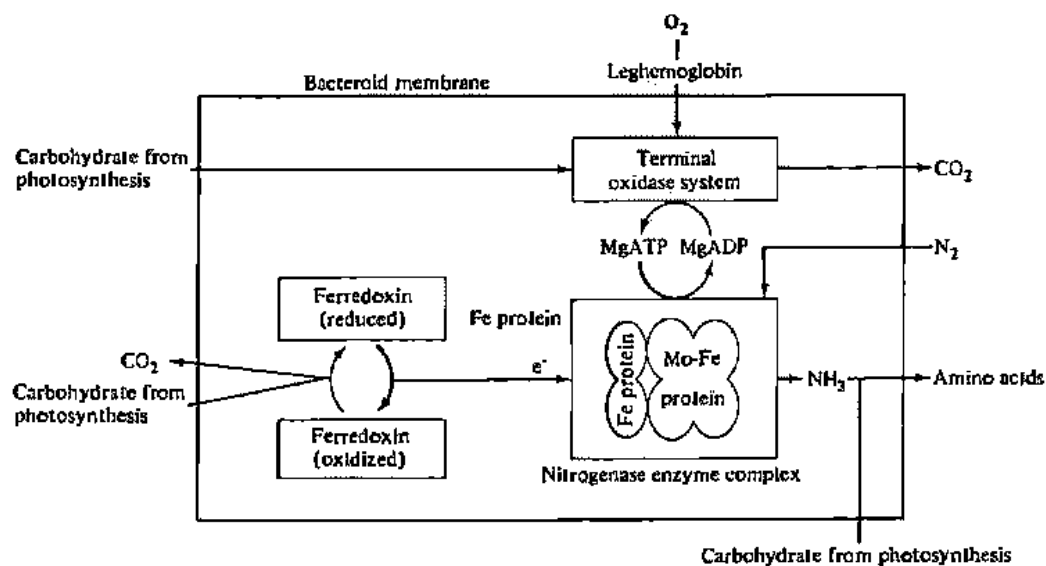 O₂
Leghemoglobin
Bacteroid membrane
Carbohydrate from
photosynthesis
Terminal
oxidase system
CO₂
MgATP MgADP
N₂
Ferredoxin
(reduced)
Fe protein
CO₂
Carbohydrate from
photosynthesis
e⁻
Fe protein
Mo-Fe
protein
NH₃
Amino acids
Ferredoxin
(oxidized)
Nitrogenase enzyme complex
Carbohydrate from photosynthesis